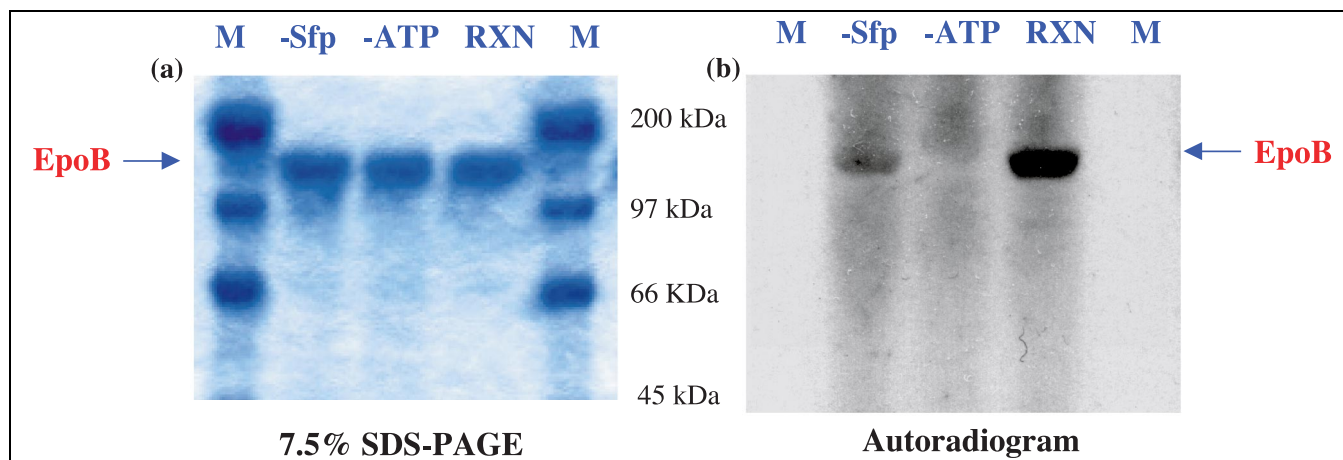 M -Sfp -ATP RXN M
M -Sfp -ATP RXN M
(a)
(b)
200 kDa
EpoB
EpoB
97 kDa
66 KDa
45 kDa
7.5% SDS-PAGE
Autoradiogram